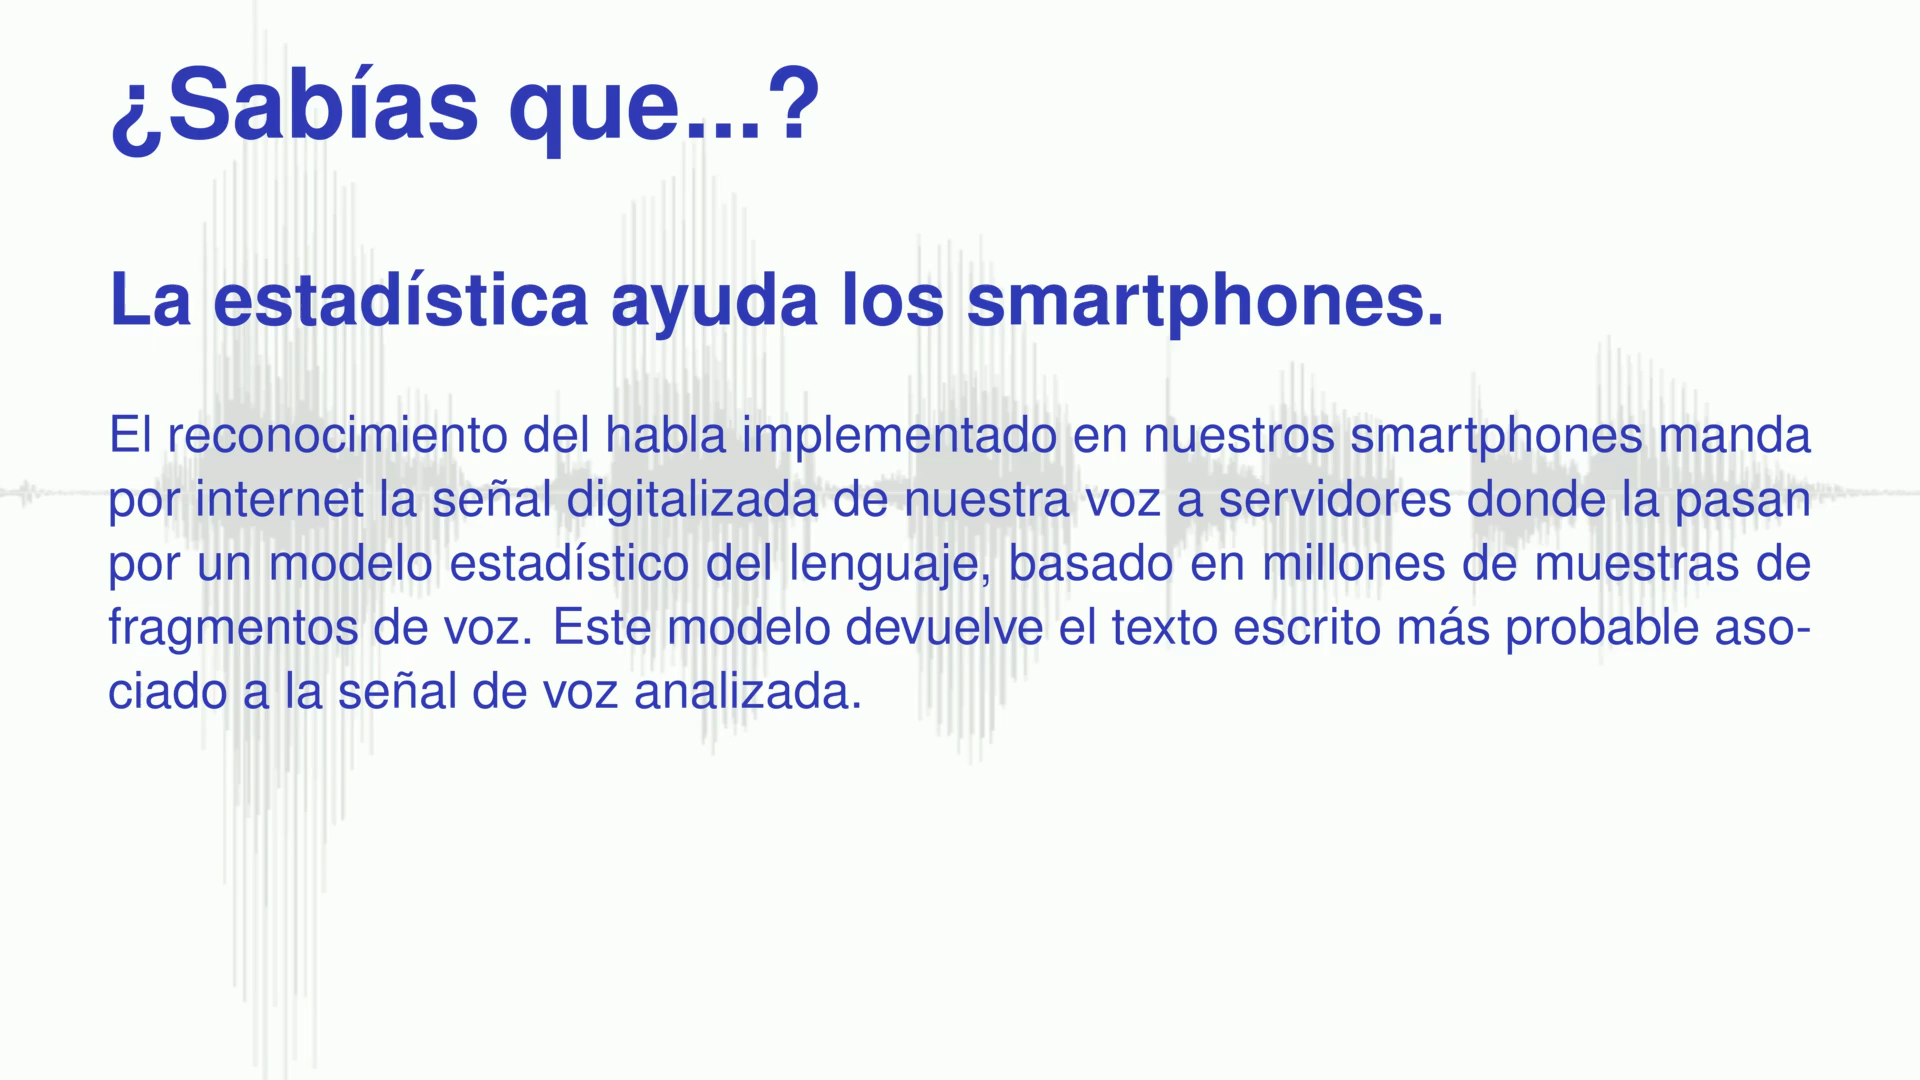 ¿Sabías que...?
La estadística ayuda los smartphones.
El reconocimiento del habla implementado en nuestros smartphones manda
por internet la señal digitalizada de nuestra voz a servidores donde la pasan
por un modelo estadístico del lenguaje, basado en millones de muestras de
fragmentos de voz. Este modelo devuelve el texto escrito más probable aso-
ciado a la señal de voz analizada.